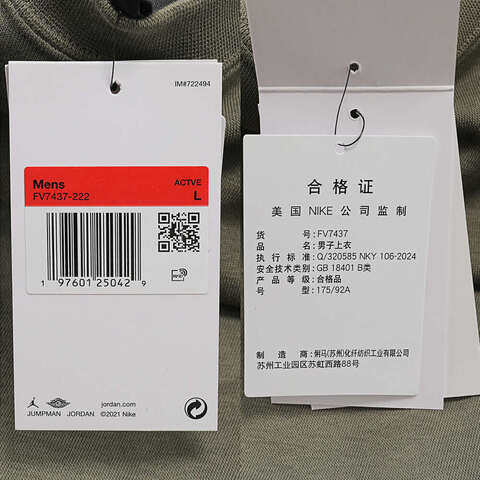 IM#722494
Mens
ACTVE
FV7437-222
L
1 97601 25042 9
jordan.com
JUMPMAN JORDAN
©2021 Nike
合格证
美国 NIKE 公司监制
货号:FV7437
品名:男子上衣
执行标准:Q/320585 NKY 106-2024
安全技术类别:GB 18401 B类
产品等级:合格品
号型:175/92A
制造商:俐马(苏州)化纤纺织工业有限公司
苏州工业园区苏虹西路88号